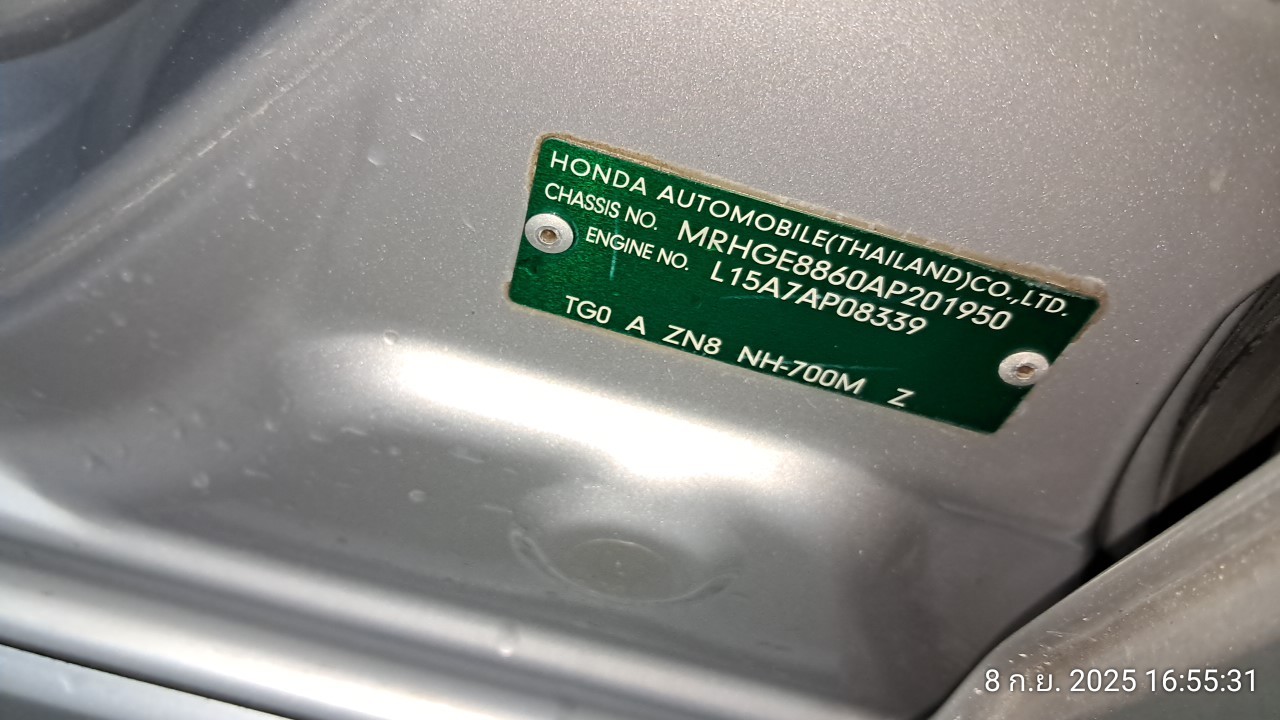 HONDA AUTOMOBILE(THAILAND)CO.,LTD.
CHASSIS NO. MRHGE8860AP201950
ENGINE NO. L15A7AP08339
TG0 A ZN8 NH-700M Z
8 ก.ย. 2025 16:55:31